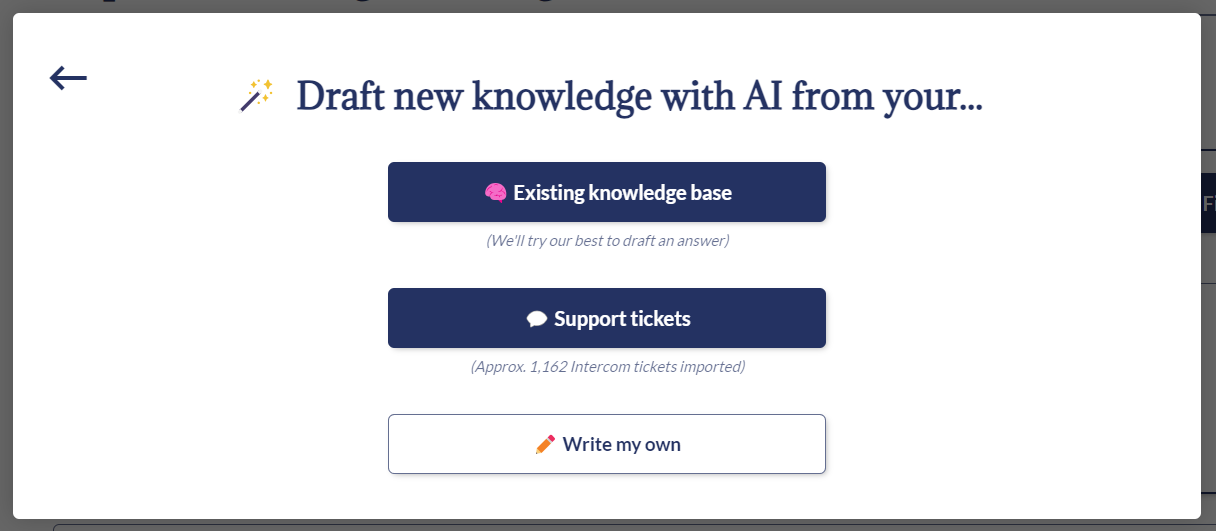 Draft new knowledge with AI from your...
Existing knowledge base
(We'll try our best to draft an answer)
Support tickets
(Approx. 1,162 Intercom tickets imported)
Write my own